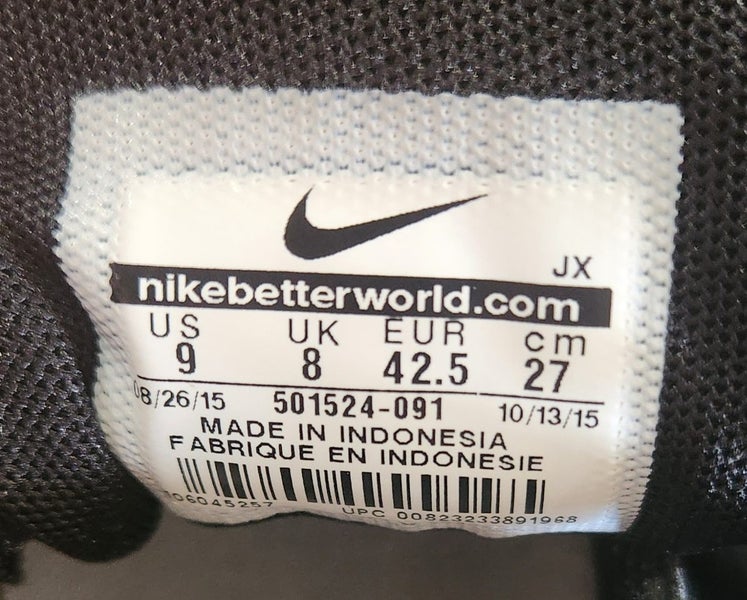 JX
nikebetterworld.com
US UK EUR cm
9 8 42.5 27
08/26/15 501524-091 10/13/15
MADE IN INDONESIA
FABRIQUE EN INDONESIE
UPC 00823233891968